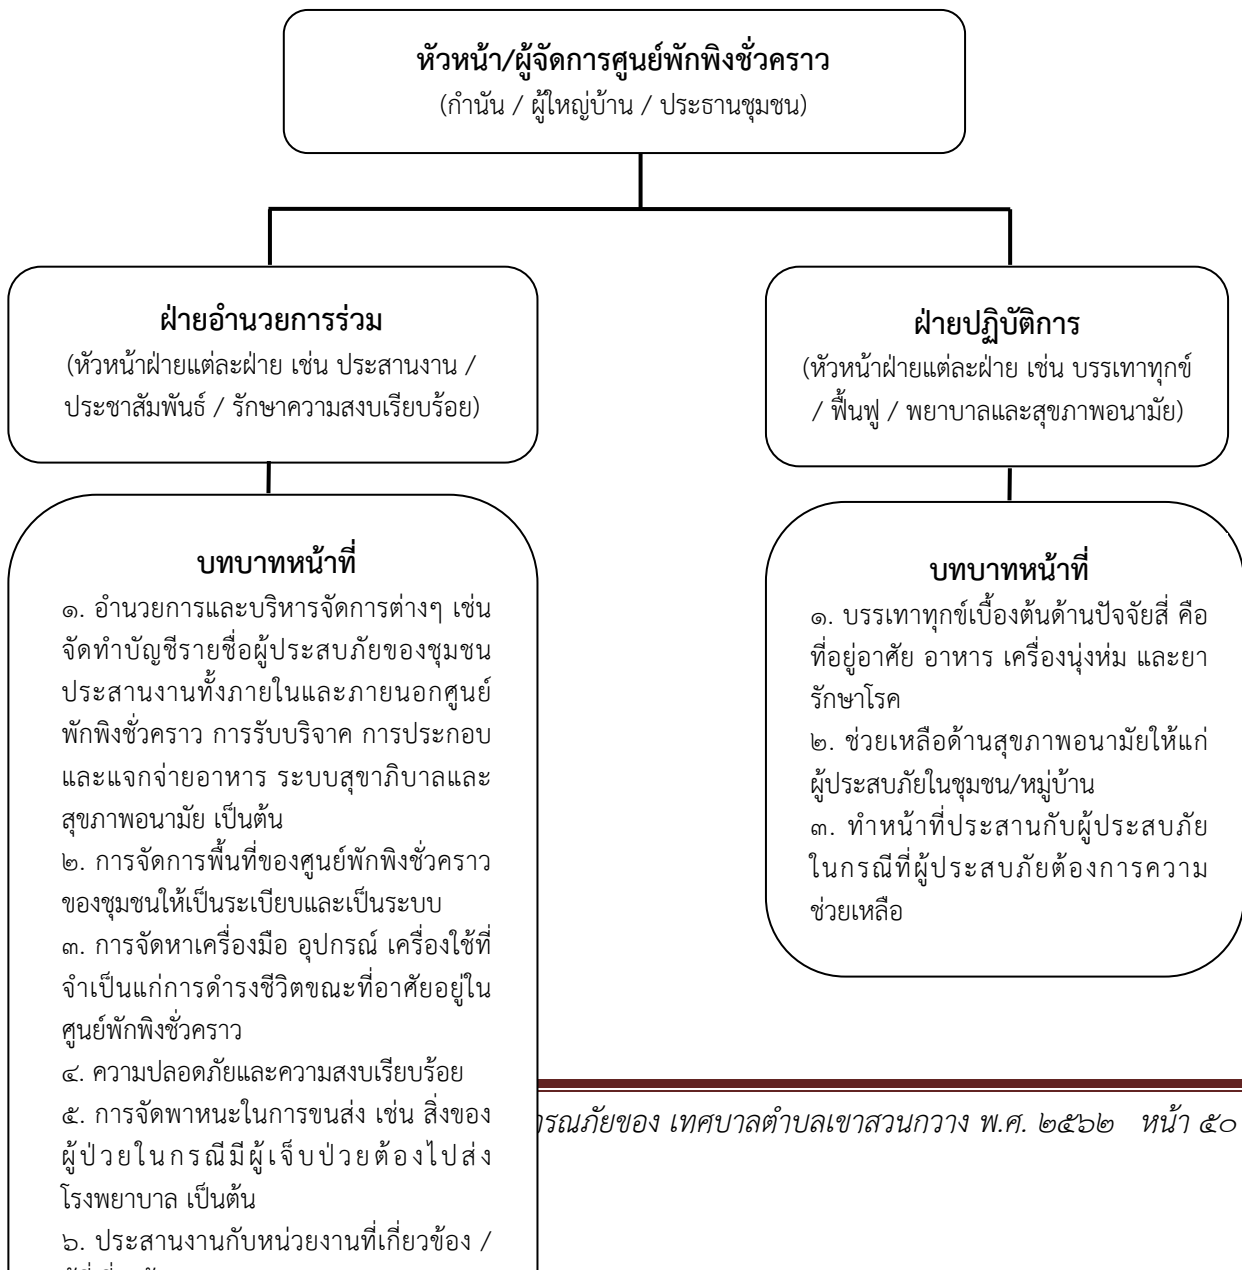 หัวหน้า/ผู้จัดการศูนย์พักพิงชั่วคราว
(กำนัน / ผู้ใหญ่บ้าน / ประธานชุมชน)
ฝ่ายอำนวยการร่วม
(หัวหน้าฝ่ายแต่ละฝ่าย เช่น ประสานงาน /
ประชาสัมพันธ์ / รักษาความสงบเรียบร้อย)
ฝ่ายปฏิบัติการ
(หัวหน้าฝ่ายแต่ละฝ่าย เช่น บรรเทาทุกข์
/ ฟื้นฟู / พยาบาลและสุขภาพอนามัย)
บทบาทหน้าที่
๑. อำนวยการและบริหารจัดการต่างๆ เช่น
จัดทำบัญชีรายชื่อผู้ประสบภัยของชุมชน
ประสานงานทั้งภายในและภายนอกศูนย์
พักพิงชั่วคราว การรับบริจาค การประกอบ
และแจกจ่ายอาหาร ระบบสุขาภิบาลและ
สุขภาพอนามัย เป็นต้น
๒. การจัดการพื้นที่ของศูนย์พักพิงชั่วคราว
ของชุมชนให้เป็นระเบียบและเป็นระบบ
๓. การจัดหาเครื่องมือ อุปกรณ์ เครื่องใช้ที่
จำเป็นแก่การดำรงชีวิตขณะที่อาศัยอยู่ใน
ศูนย์พักพิงชั่วคราว
๔. ความปลอดภัยและความสงบเรียบร้อย
๕. การจัดพาหนะในการขนส่ง เช่น สิ่งของ
ผู้ป่วยในกรณีมีผู้เจ็บป่วยต้องไปส่ง
โรงพยาบาล เป็นต้น
๖. ประสานงานกับหน่วยงานที่เกี่ยวข้อง /
บทบาทหน้าที่
๑. บรรเทาทุกข์เบื้องต้นด้านปัจจัยสี่ คือ
ที่อยู่อาศัย อาหาร เครื่องนุ่งห่ม และยา
รักษาโรค
๒. ช่วยเหลือด้านสุขภาพอนามัยให้แก่
ผู้ประสบภัยในชุมชน/หมู่บ้าน
๓. ทำหน้าที่ประสานกับผู้ประสบภัย
ในกรณีที่ผู้ประสบภัยต้องการความ
ช่วยเหลือ
ารณภัยของ เทศบาลตำบลเขาสวนกวาง พ.ศ. ๒๕๖๒ หน้า ๕๐